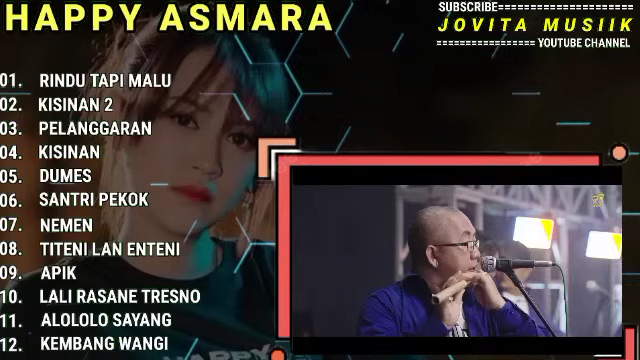 HAPPY ASMARA
SUBSCRIBE======================
JOVITA MUSIIK
================ YOUTUBE CHANNEL
01. RINDU TAPI MALU
02. KISINAN 2
03. PELANGGARAN
04. KISINAN
05. DUMES
06. SANTRI PEKOK
07. NEMEN
08. TITENI LAN ENTENI
09. APIK
10. LALI RASANE TRESNO
11. ALOLOLO SAYANG
12. KEMBANG WANGI
HAPPY